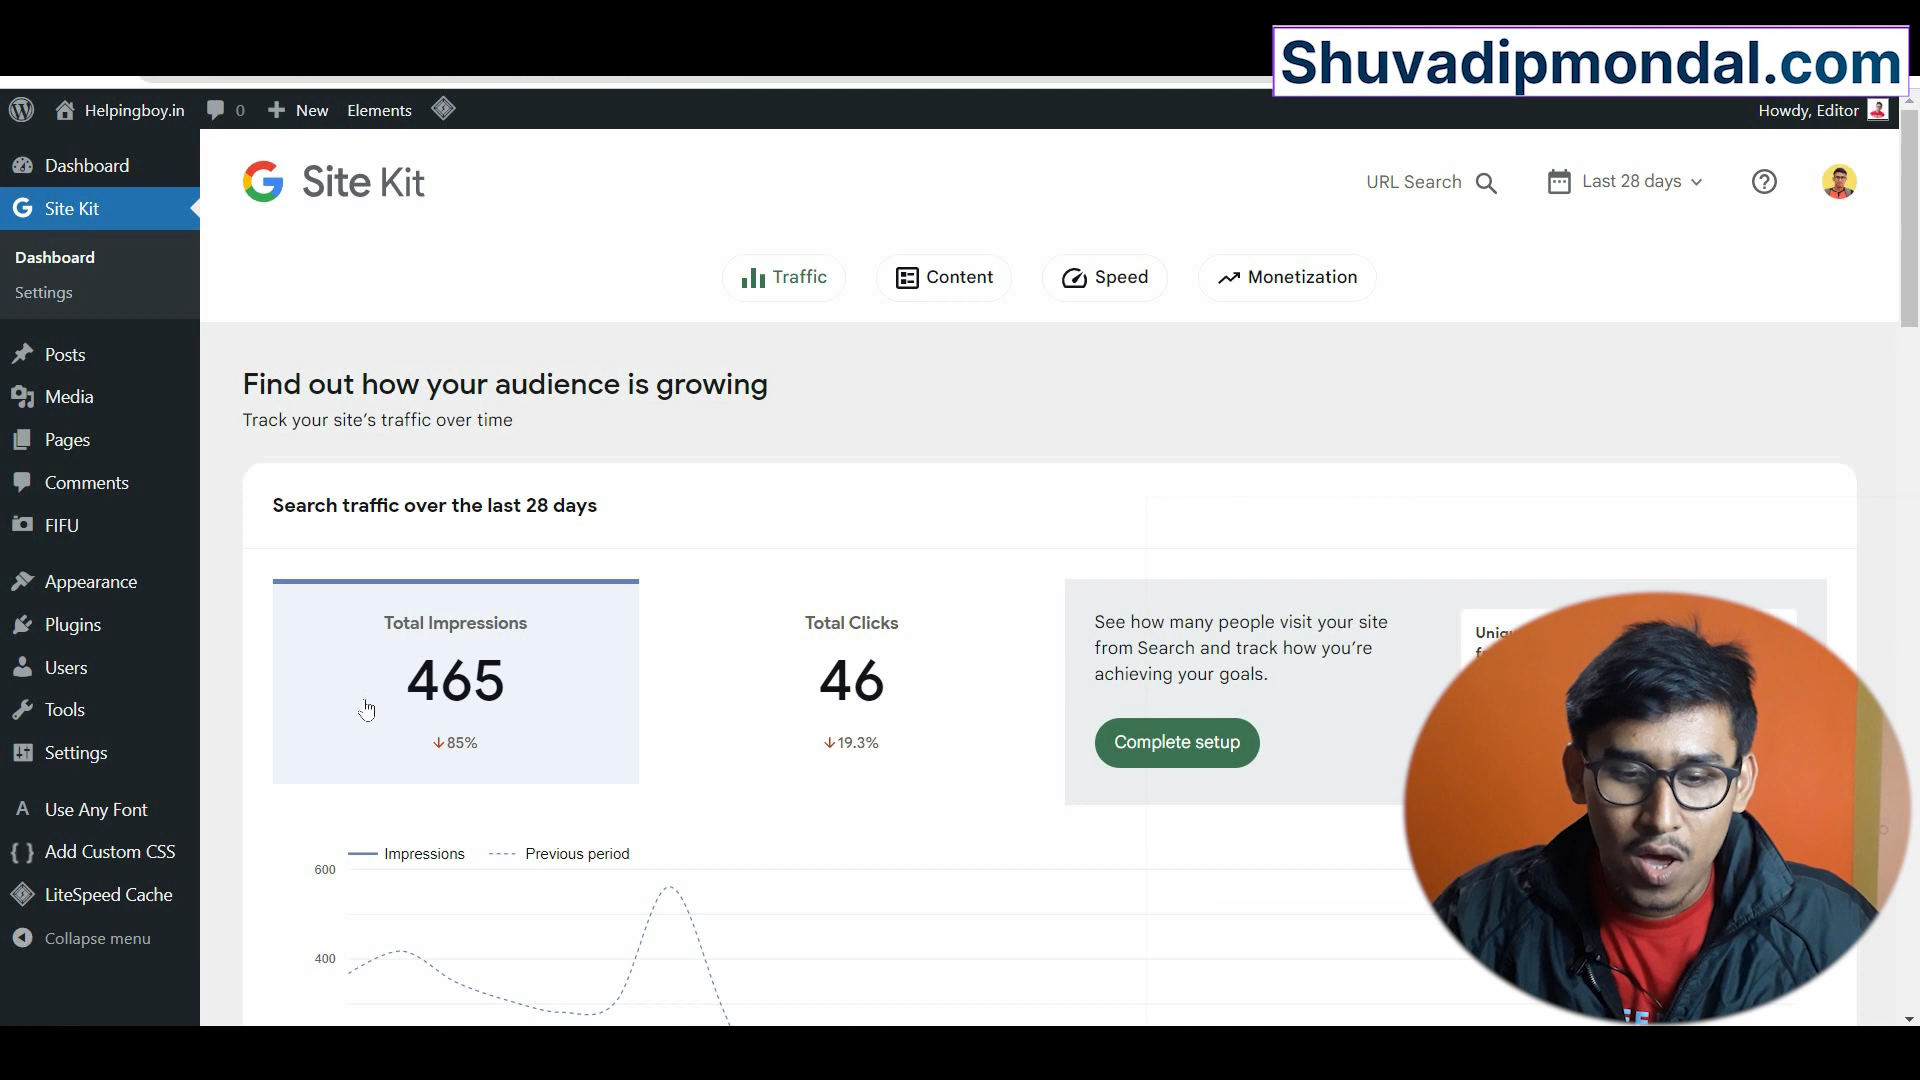 Shuvadipmondal.com
Helpingboy.in
0
New
Elements
Howdy, Editor
Dashboard
Site Kit
Dashboard
Settings
Posts
Media
Pages
Comments
FIFU
Appearance
Plugins
Users
Tools
Settings
Use Any Font
Add Custom CSS
LiteSpeed Cache
Collapse menu
Site Kit
URL Search
Last 28 days
Traffic
Content
Speed
Monetization
Find out how your audience is growing
Track your site's traffic over time
Search traffic over the last 28 days
Total Impressions
465
85%
Total Clicks
46
19.3%
See how many people visit your site
from Search and track how you're
achieving your goals.
Complete setup
Impressions
Previous period
600
400